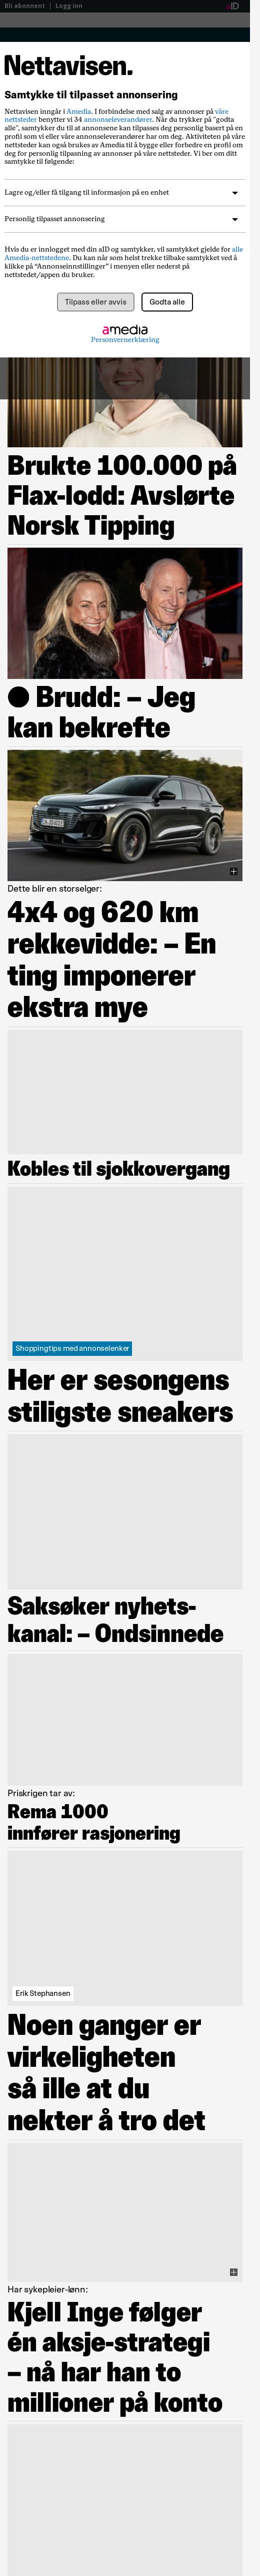 Bli abonnent | Logg inn
aID
Nettavisen.
Samtykke til tilpasset annonsering
Nettavisen inngår i Amedia. I forbindelse med salg av annonser på våre
nettsteder benytter vi 34 annonseleverandører. Når du trykker på "godta
alle", samtykker du til at annonsene kan tilpasses deg personlig basert på en
profil som vi eller våre annonseleverandører har om deg. Aktiviteten på våre
nettsteder kan også brukes av Amedia til å bygge eller forbedre en profil om
deg for personlig tilpasning av annonser på våre nettsteder. Vi ber om ditt
samtykke til følgende:
Lagre og/eller få tilgang til informasjon på en enhet
Personlig tilpasset annonsering
Hvis du er innlogget med din aID og samtykker, vil samtykket gjelde for alle
Amedia-nettstedene. Du kan når som helst trekke tilbake samtykket ved å
klikke på “Annonseinnstillinger” i menyen eller nederst på
nettstedet/appen du bruker.
Tilpass eller avvis
Godta alle
amedia
Personvernerklæring
Brukte 100.000 på
Flax-lodd: Avslørte
Norsk Tipping
● Brudd: – Jeg
kan bekrefte
Dette blir en storselger:
4x4 og 620 km
rekkevidde: – En
ting imponerer
ekstra mye
Kobles til sjokkovergang
Shoppingtips med annonselenker
Her er sesongens
stiligste sneakers
Saksøker nyhets-
kanal: – Ondsinnede
Priskrigen tar av:
Rema 1000
innfører rasjonering
Erik Stephansen
Noen ganger er
virkeligheten
så ille at du
nekter å tro det
Har sykepleier-lønn:
Kjell Inge følger
én aksje-strategi
– nå har han to
millioner på konto